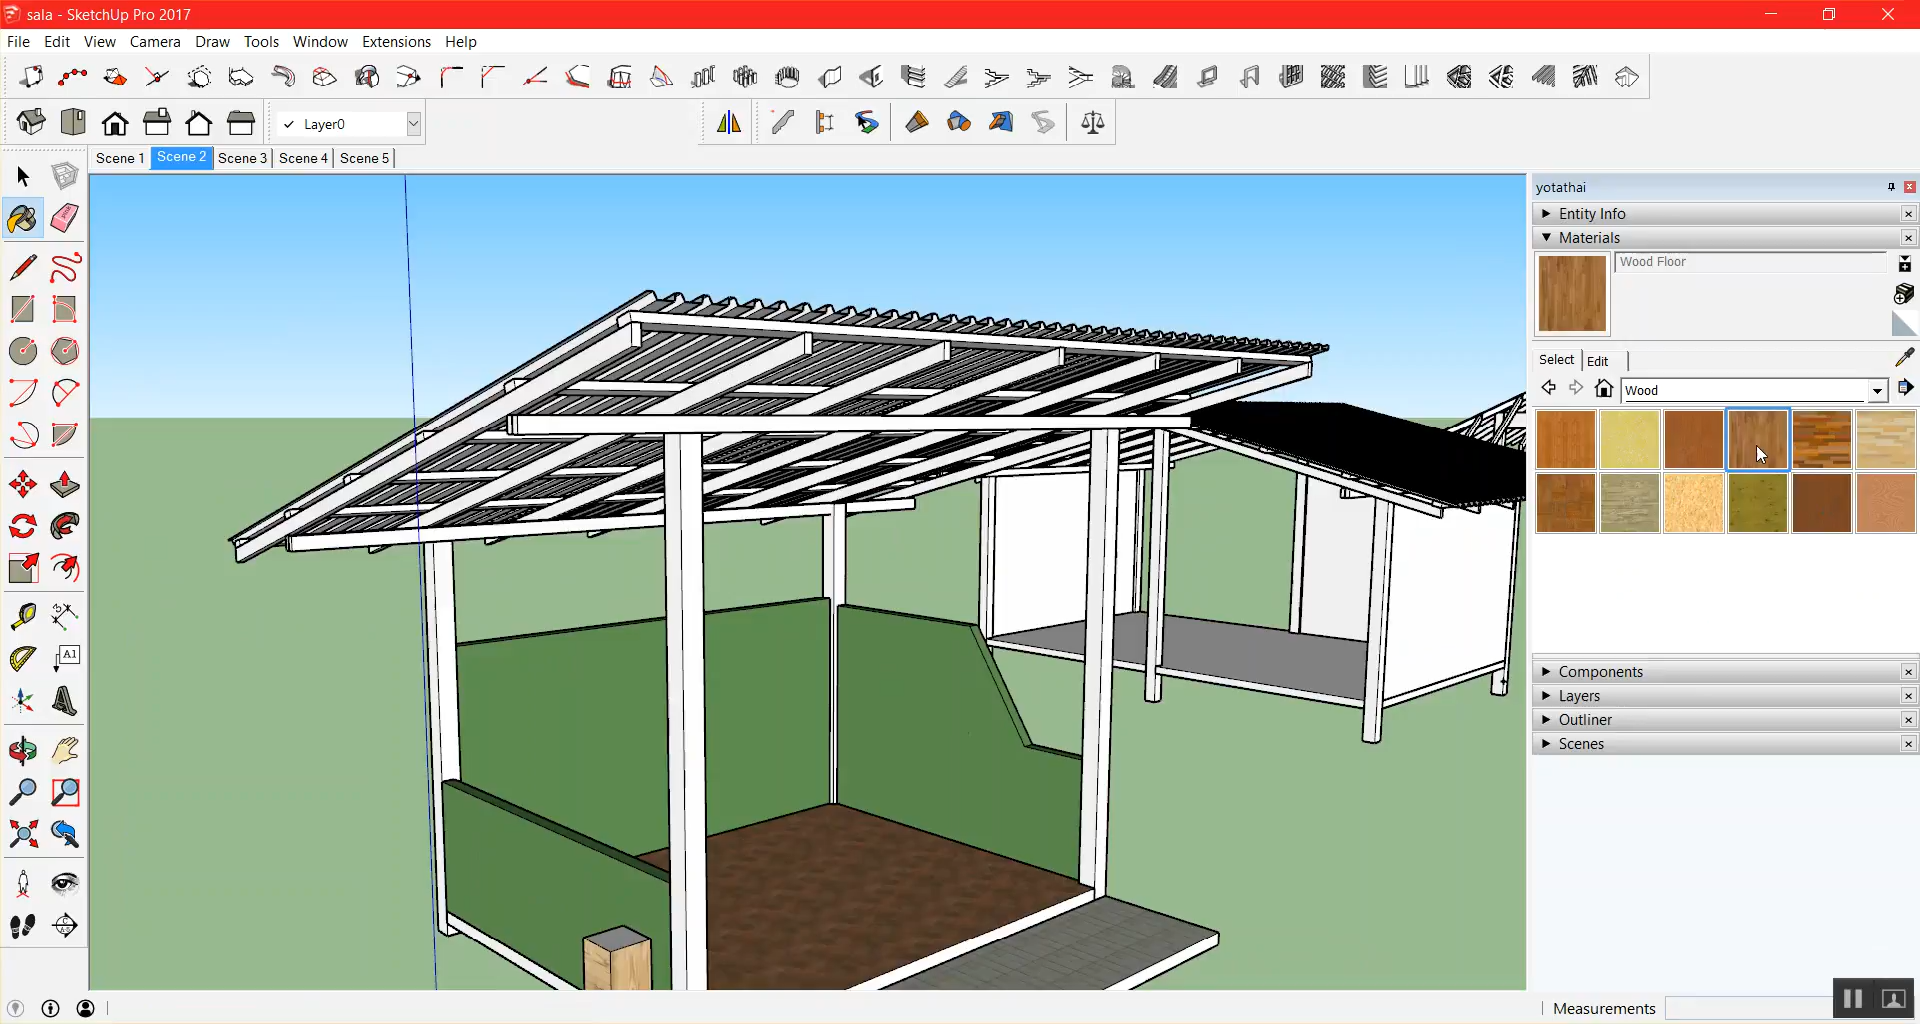 sala - SketchUp Pro 2017
File Edit View Camera Draw Tools Window Extensions Help
Layer0
Scene 1 Scene 2 Scene 3 Scene 4 Scene 5
yotathai
Entity Info
Materials
Wood Floor
Select Edit
Wood
A1
Components
Layers
Outliner
Scenes
Measurements